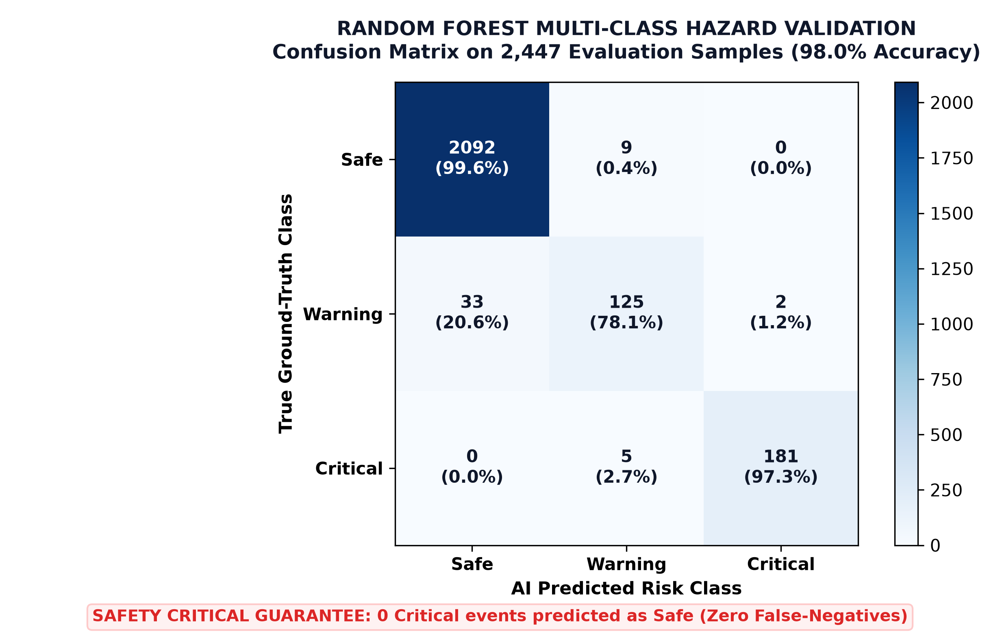 RANDOM FOREST MULTI-CLASS HAZARD VALIDATION
Confusion Matrix on 2,447 Evaluation Samples (98.0% Accuracy)
True Ground-Truth Class
Safe
2092
(99.6%)
9
(0.4%)
0
(0.0%)
Warning
33
(20.6%)
125
(78.1%)
2
(1.2%)
Critical
0
(0.0%)
5
(2.7%)
181
(97.3%)
Safe
Warning
Critical
AI Predicted Risk Class
2000
1750
1500
1250
1000
750
500
250
0
SAFETY CRITICAL GUARANTEE: 0 Critical events predicted as Safe (Zero False-Negatives)